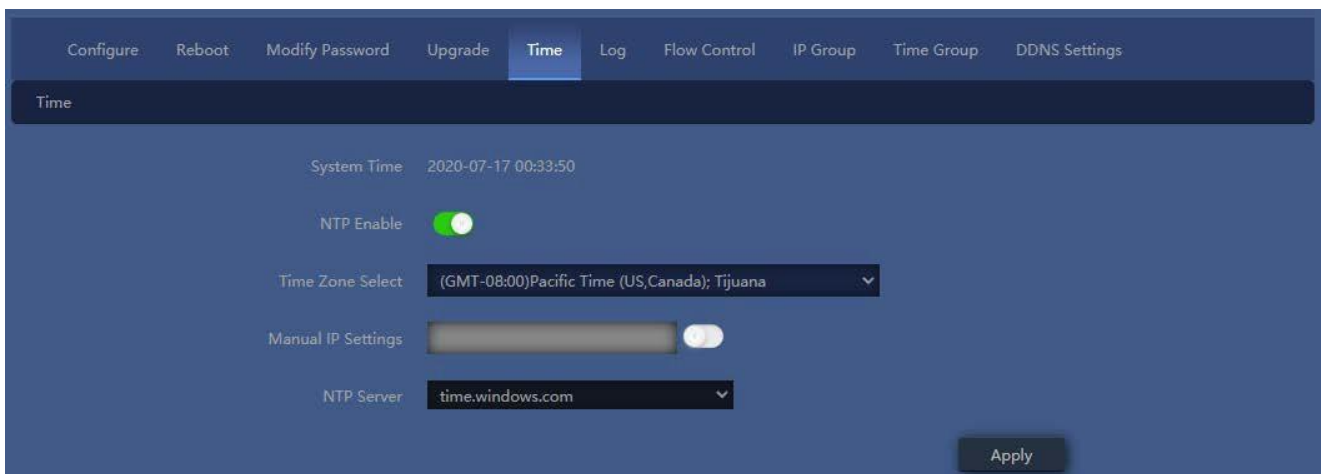 Configure Reboot Modify Password Upgrade Time Log Flow Control IP Group Time Group DDNS Settings
Time
System Time 2020-07-17 00:33:50
NTP Enable
Time Zone Select (GMT-08:00)Pacific Time (US,Canada); Tijuana
Manual IP Settings
NTP Server time.windows.com
Apply